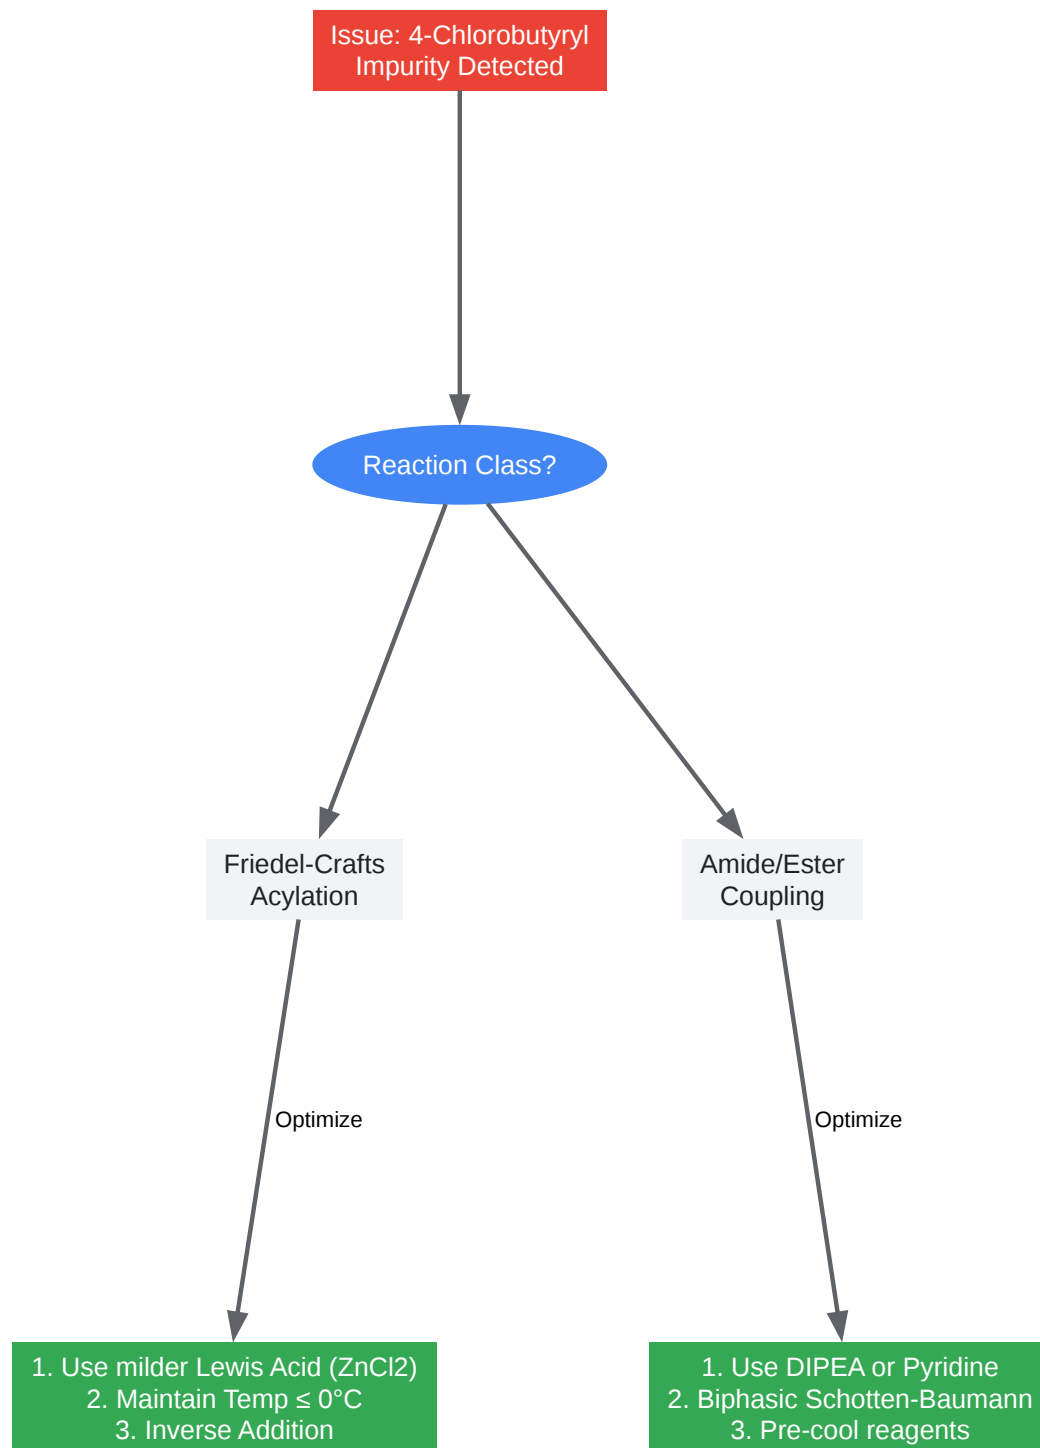 Issue: 4-Chlorobutyryl
Impurity Detected
Reaction Class?
Friedel-Crafts
Acylation
Amide/Ester
Coupling
Optimize
Optimize
1. Use milder Lewis Acid (ZnCl2)
2. Maintain Temp ≤ 0°C
3. Inverse Addition
1. Use DIPEA or Pyridine
2. Biphasic Schotten-Baumann
3. Pre-cool reagents